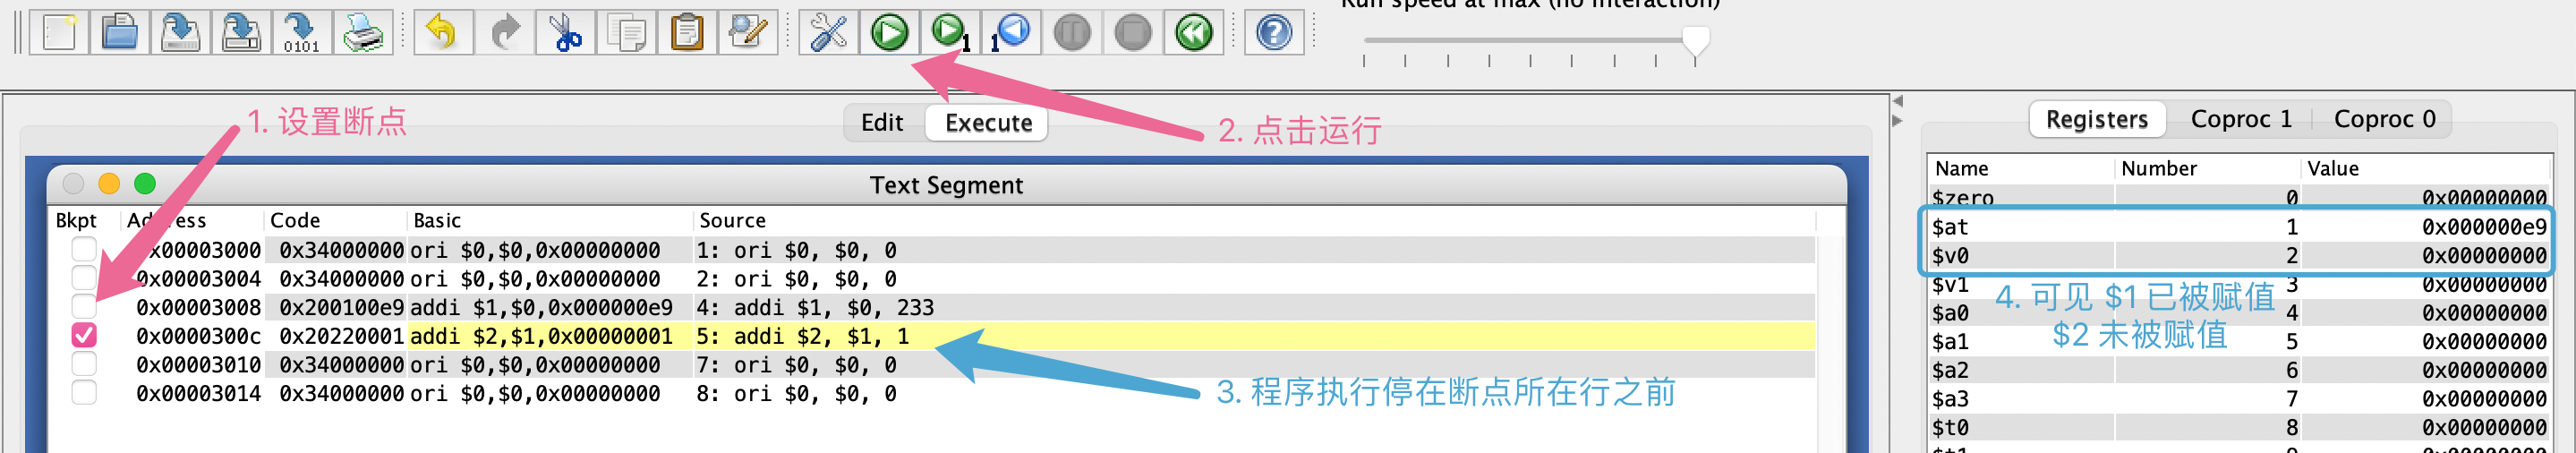 Run speed at max (no interaction)
0101
1
1
1. 设置断点
2. 点击运行
Edit Execute
Registers Coproc 1 Coproc 0
Text Segment
Bkpt Address Code Basic Source
0x00003000 0x34000000 ori $0,$0,0x00000000 1: ori $0, $0, 0
0x00003004 0x34000000 ori $0,$0,0x00000000 2: ori $0, $0, 0
0x00003008 0x200100e9 addi $1,$0,0x000000e9 4: addi $1, $0, 233
0x0000300c 0x20220001 addi $2,$1,0x00000001 5: addi $2, $1, 1
0x00003010 0x34000000 ori $0,$0,0x00000000 7: ori $0, $0, 0
0x00003014 0x34000000 ori $0,$0,0x00000000 8: ori $0, $0, 0
3. 程序执行停在断点所在行之前
Name Number Value
$zero 0 0x00000000
$at 1 0x000000e9
$v0 2 0x00000000
$v1 3 0x00000000
$a0 4 0x00000000
$a1 5 0x00000000
$a2 6 0x00000000
$a3 7 0x00000000
$t0 8 0x00000000
4. 可见 $1 已被赋值
$2 未被赋值